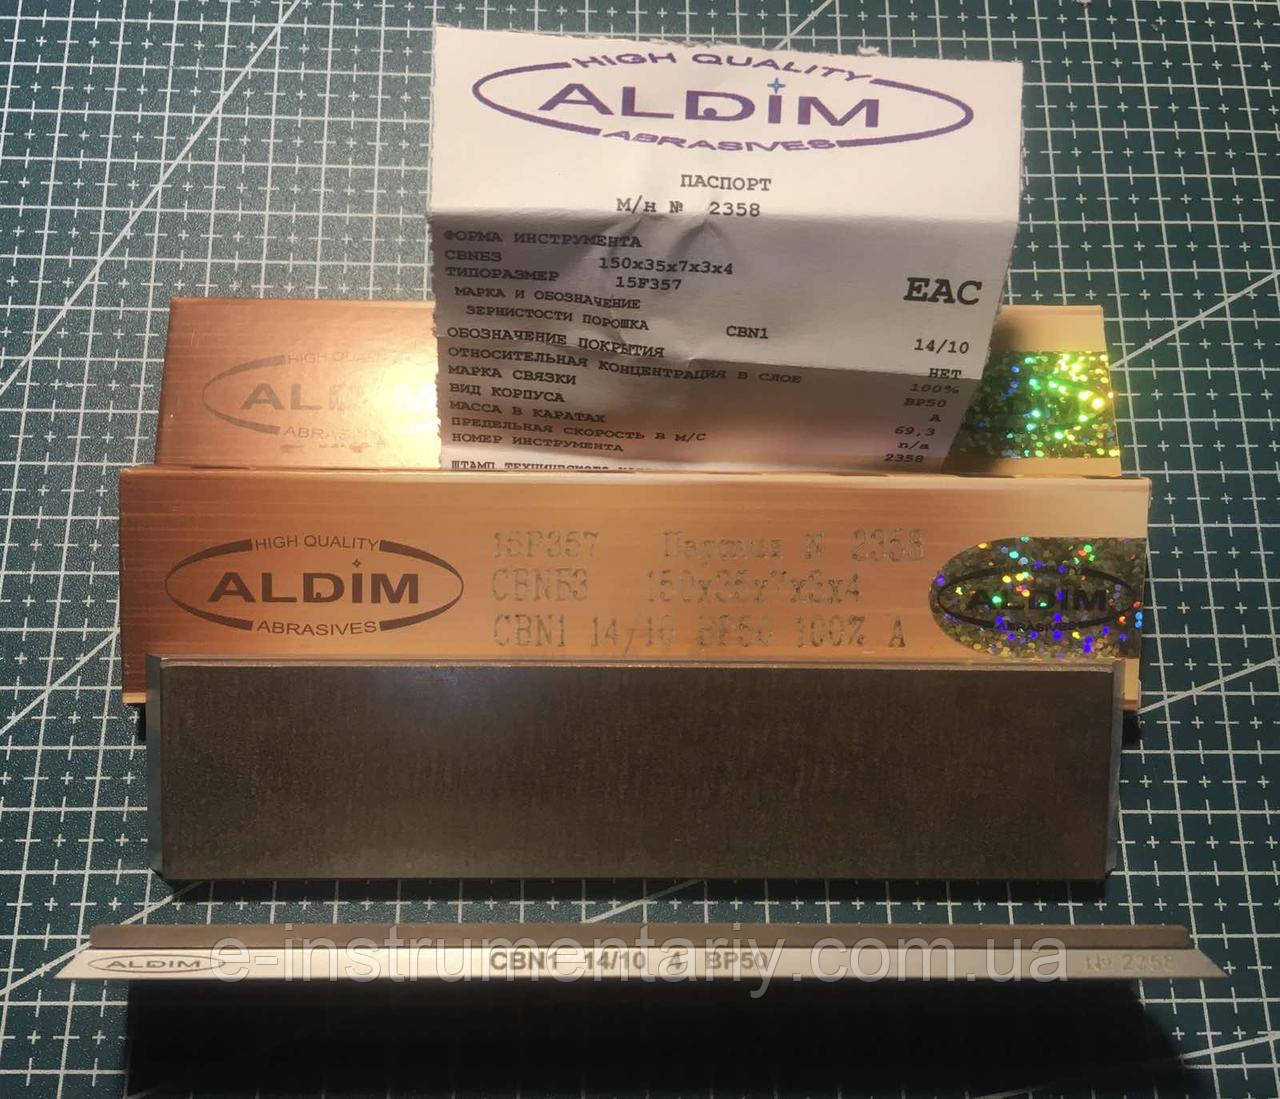 HIGH QUALITY
ALDIM
ABRASIVES
ПАСПОРТ
М/н № 2358
ФОРМА ИНСТРУМЕНТА
CBNБ3 150x35x7x3x4
ТИПОРАЗМЕР 15F357
МАРКА И ОБОЗНАЧЕНИЕ
ЗЕРНИСТОСТИ ПОРОШКА CBN1 14/10
ОБОЗНАЧЕНИЕ ПОКРЫТИЯ НЕТ
ОТНОСИТЕЛЬНАЯ КОНЦЕНТРАЦИЯ В СЛОЕ 100%
МАРКА СВЯЗКИ BP50
ВИД КОРПУСА A
МАССА В КАРАТАХ 69,3
ПРЕДЕЛЬНАЯ СКОРОСТЬ В М/С n/a
НОМЕР ИНСТРУМЕНТА 2358
EAC
HIGH QUALITY
ALDIM
ABRASIVES
HIGH QUALITY
ALDIM
ABRASIVES
15F357 Партия N 2358
CBNБ3 150x35x7x3x4
CBN1 14/10 BP50 100% A
ALDIM
ABRASIVES
e-instrumentariy.com.ua
ALDIM CBN1 14/10 4 BP50 № 2358